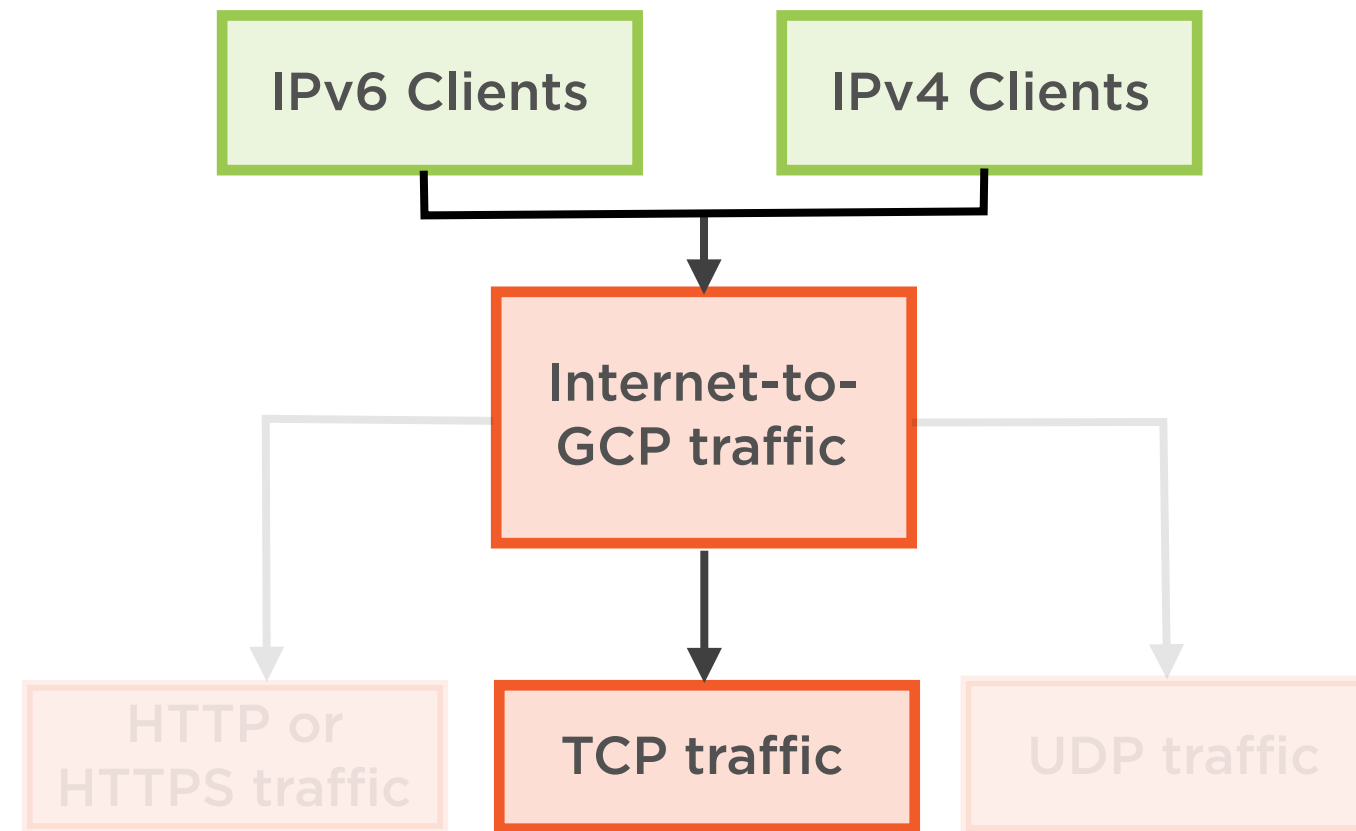 IPv6 Clients
IPv4 Clients
Internet-to-
GCP traffic
HTTP or
HTTPS traffic
TCP traffic
UDP traffic